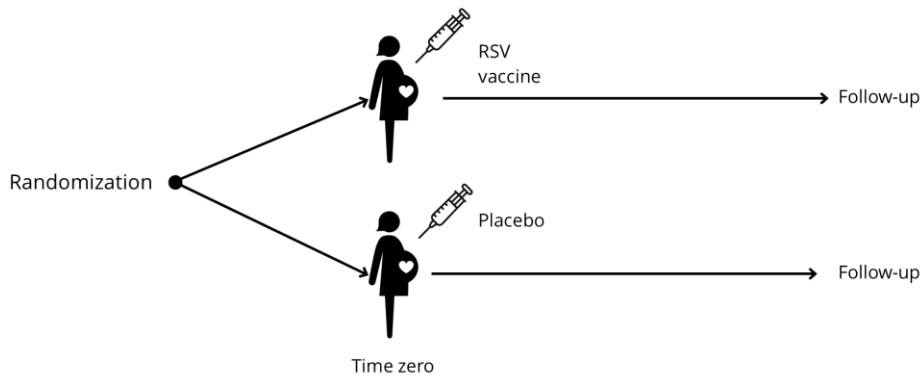 RSV
vaccine
Follow-up
Randomization
Placebo
Follow-up
Time zero